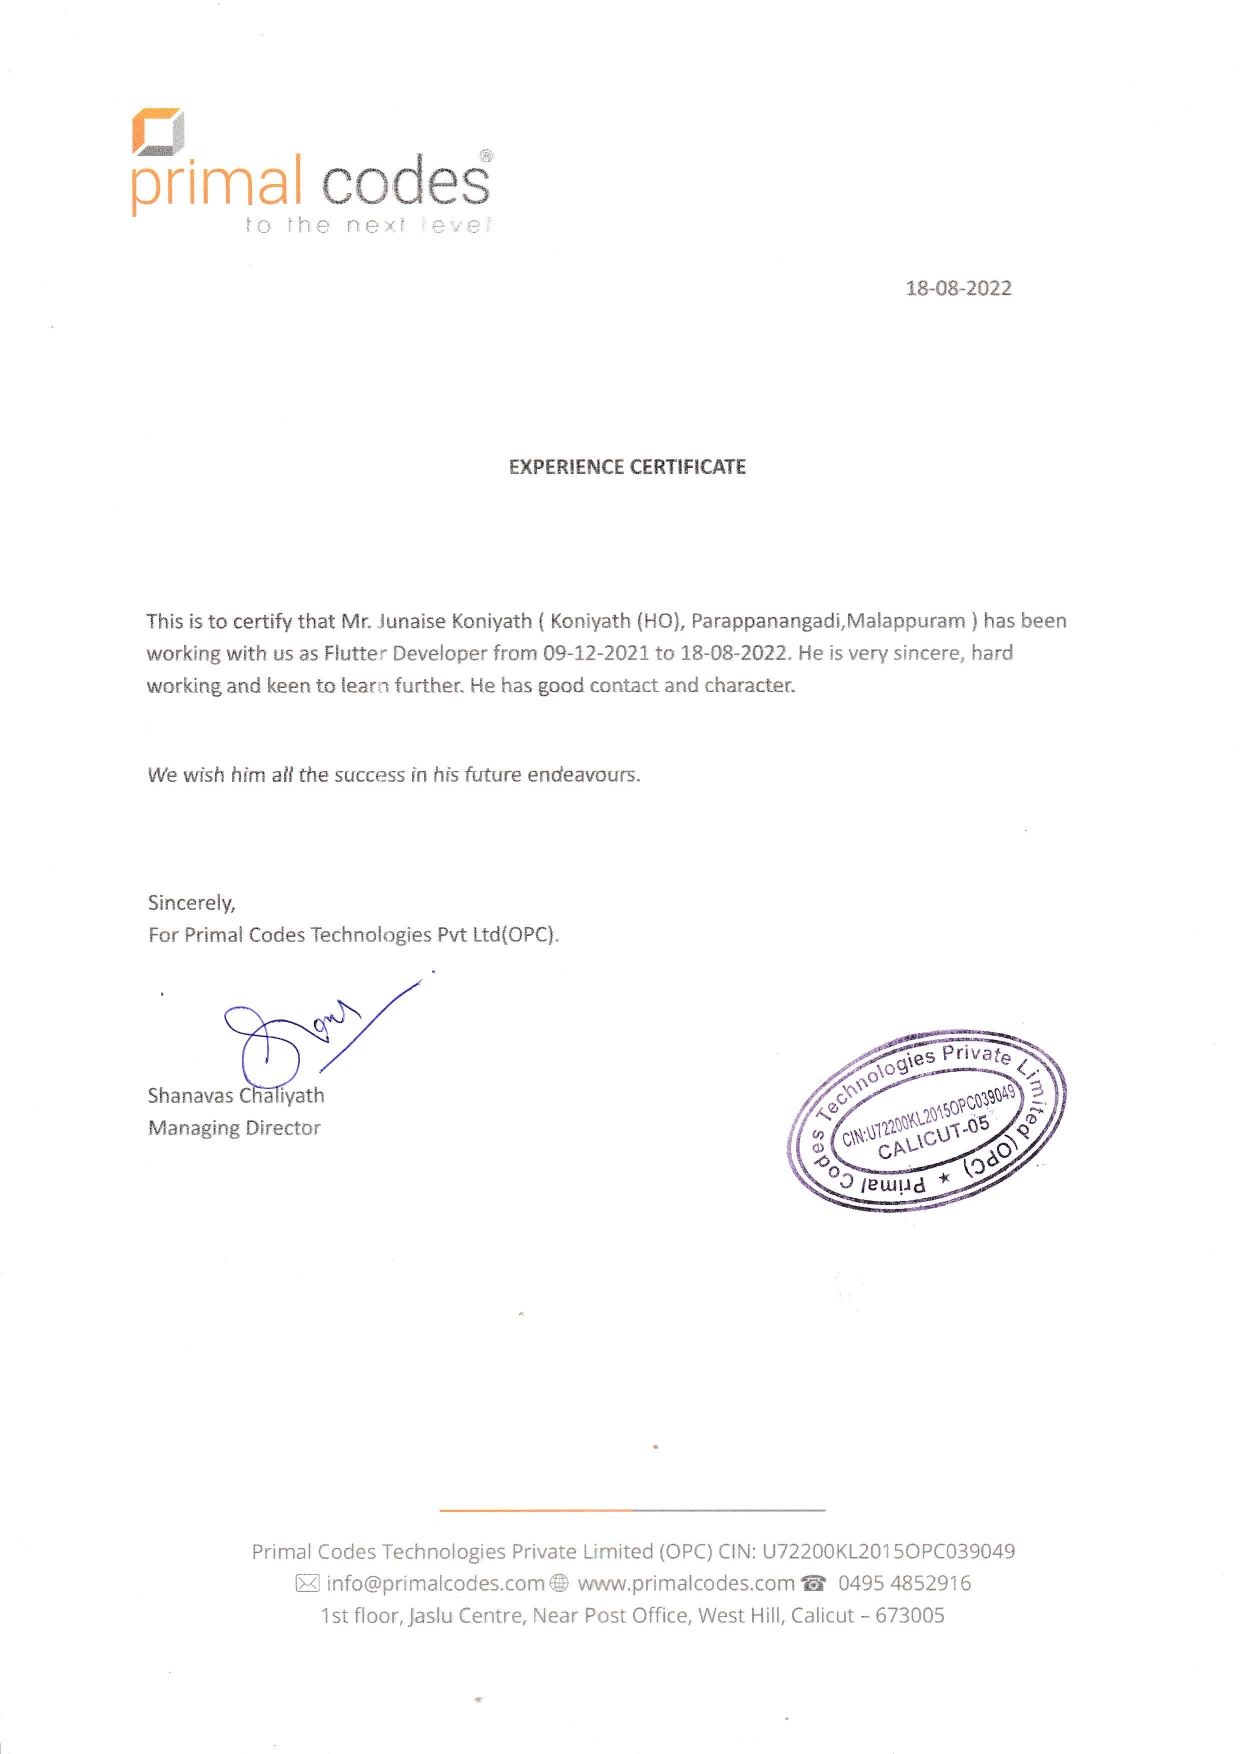 primal codes®
to the next level
18-08-2022
EXPERIENCE CERTIFICATE
This is to certify that Mr. Junaise Koniyath ( Koniyath (HO), Parappanangadi,Malappuram ) has been
working with us as Flutter Developer from 09-12-2021 to 18-08-2022. He is very sincere, hard
working and keen to learn further. He has good contact and character.
We wish him all the success in his future endeavours.
Sincerely,
For Primal Codes Technologies Pvt Ltd(OPC).
Shanavas Chaliyath
Managing Director
Primal Codes Technologies Private Limited (OPC) ★
CIN:U72200KL2015OPC039049
CALICUT-05
Primal Codes Technologies Private Limited (OPC) CIN: U72200KL2015OPC039049
info@primalcodes.com www.primalcodes.com 0495 4852916
1st floor, Jaslu Centre, Near Post Office, West Hill, Calicut – 673005